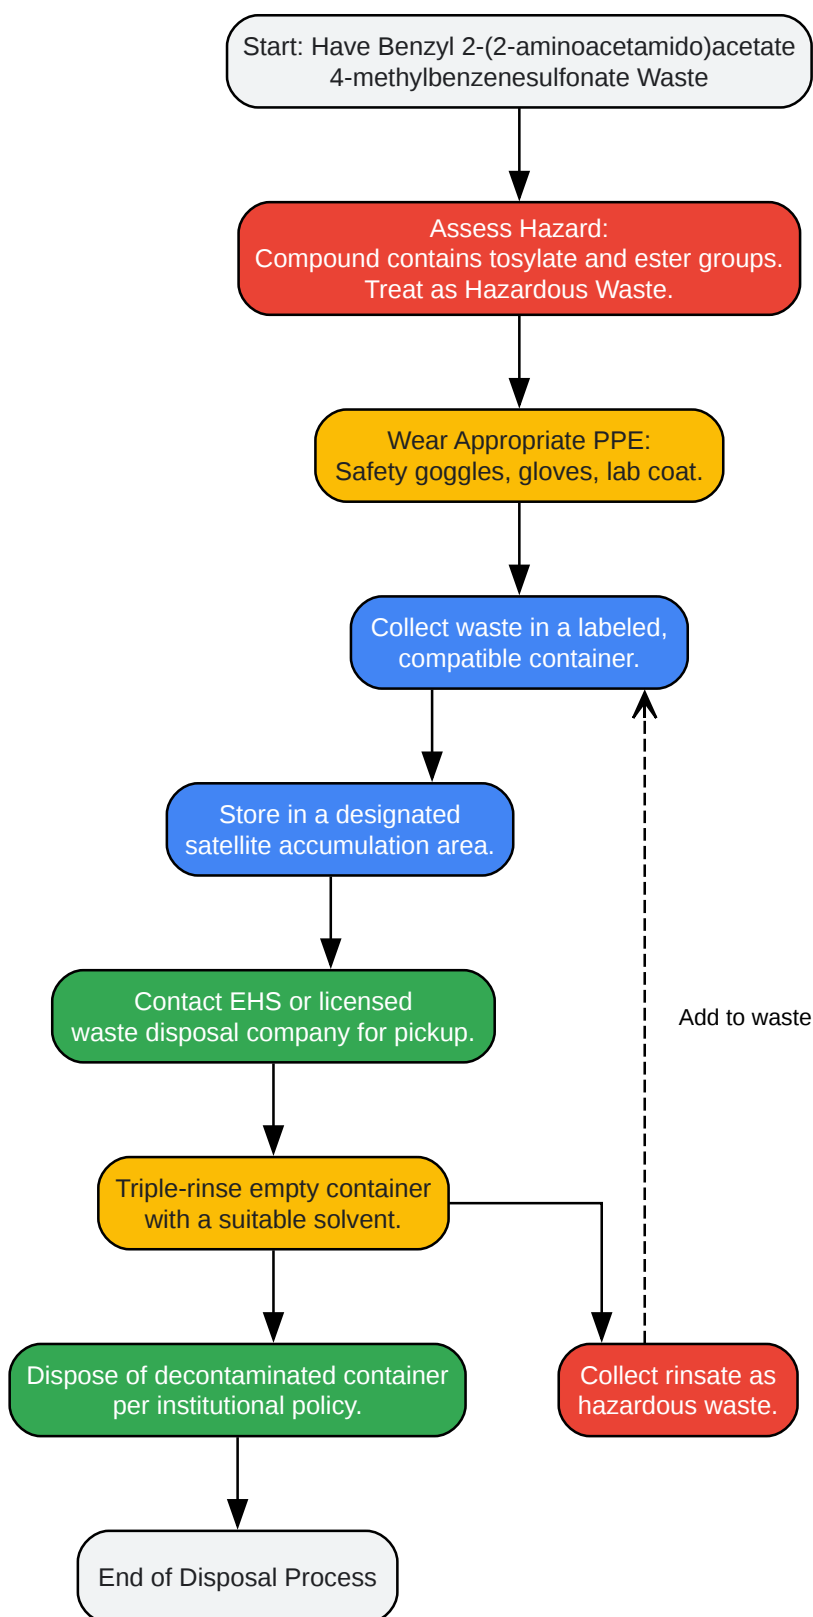 Start: Have Benzyl 2-(2-aminoacetamido)acetate
4-methylbenzenesulfonate Waste
Assess Hazard:
Compound contains tosylate and ester groups.
Treat as Hazardous Waste.
Wear Appropriate PPE:
Safety goggles, gloves, lab coat.
Collect waste in a labeled,
compatible container.
Store in a designated
satellite accumulation area.
Contact EHS or licensed
waste disposal company for pickup.
Add to waste
Triple-rinse empty container
with a suitable solvent.
Dispose of decontaminated container
per institutional policy.
Collect rinsate as
hazardous waste.
End of Disposal Process